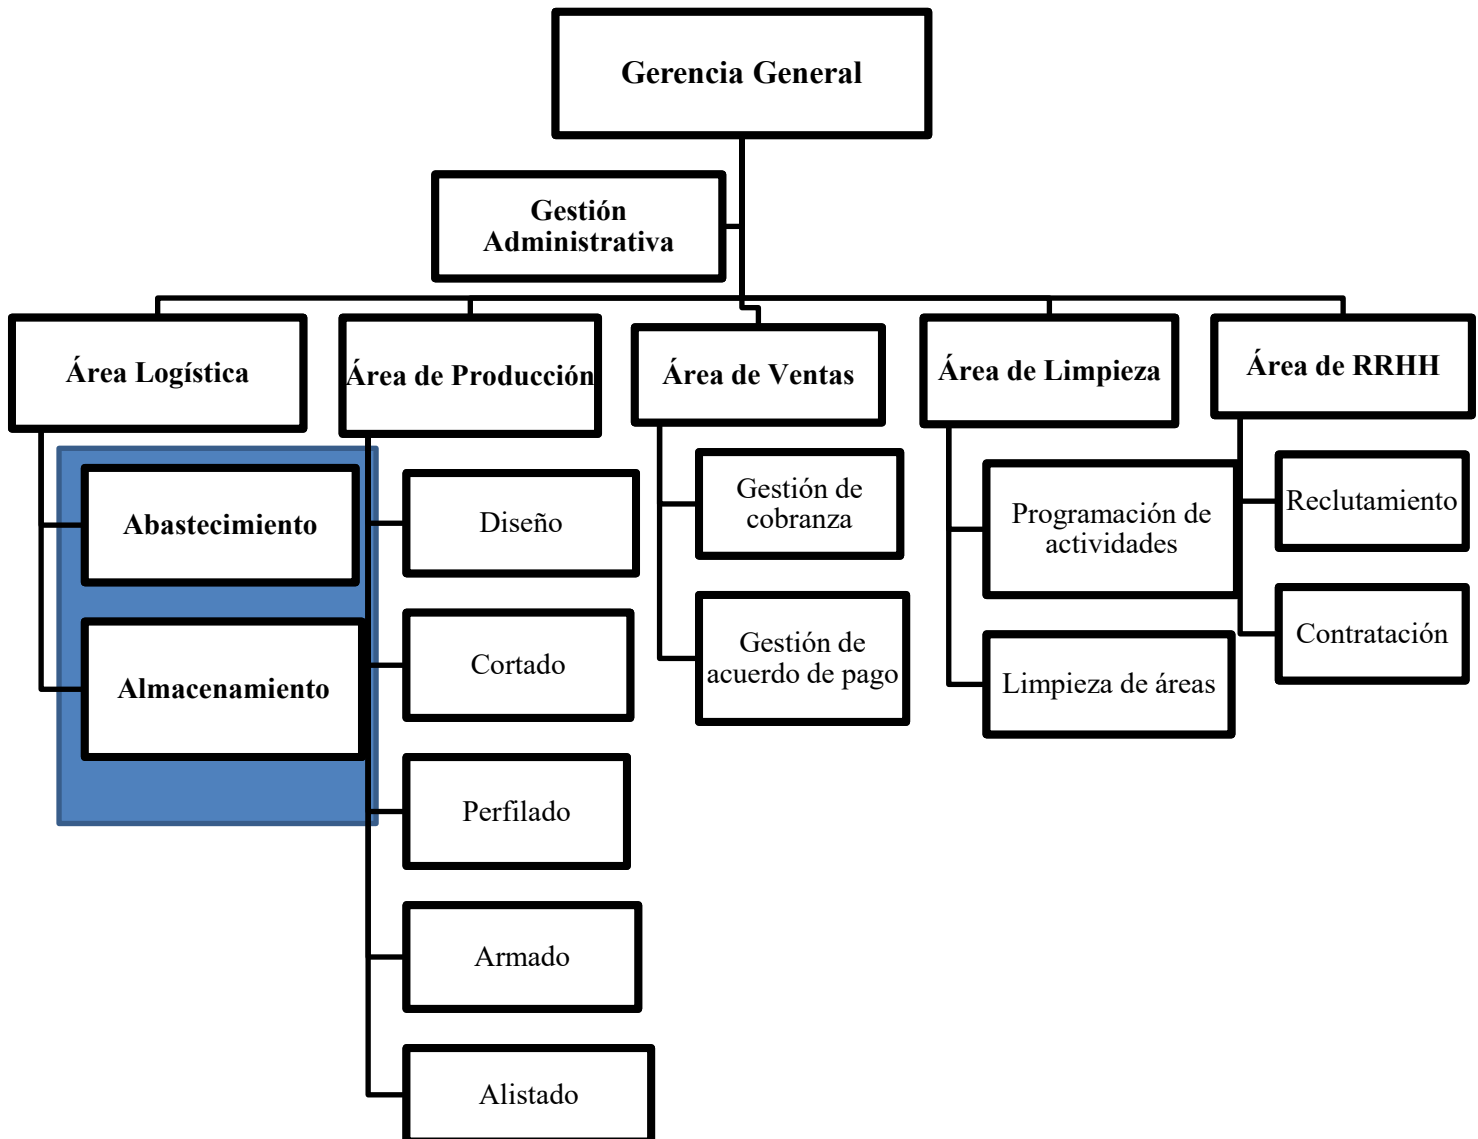 Gerencia General
Gestión
Administrativa
Área Logística
Área de Producción
Área de Ventas
Área de Limpieza
Área de RRHH
Abastecimiento
Almacenamiento
Diseño
Cortado
Perfilado
Armado
Alistado
Gestión de
cobranza
Gestión de
acuerdo de pago
Programación de
actividades
Limpieza de áreas
Reclutamiento
Contratación